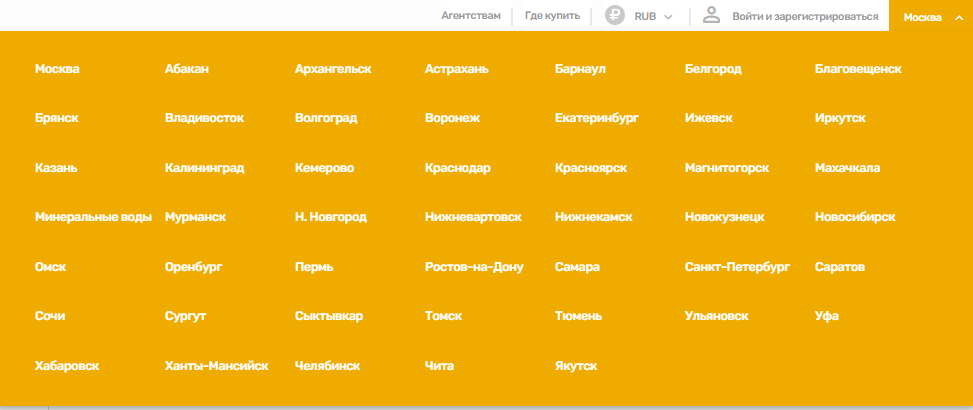 Агентствам Где купить RUB Войти и зарегистрироваться Москва
Москва Абакан Архангельск Астрахань Барнаул Белгород Благовещенск
Брянск Владивосток Волгоград Воронеж Екатеринбург Ижевск Иркутск
Казань Калининград Кемерово Краснодар Красноярск Магнитогорск Махачкала
Минеральные воды Мурманск Н. Новгород Нижневартовск Нижнекамск Новокузнецк Новосибирск
Омск Оренбург Пермь Ростов-на-Дону Самара Санкт-Петербург Саратов
Сочи Сургут Сыктывкар Томск Тюмень Ульяновск Уфа
Хабаровск Ханты-Мансийск Челябинск Чита Якутск